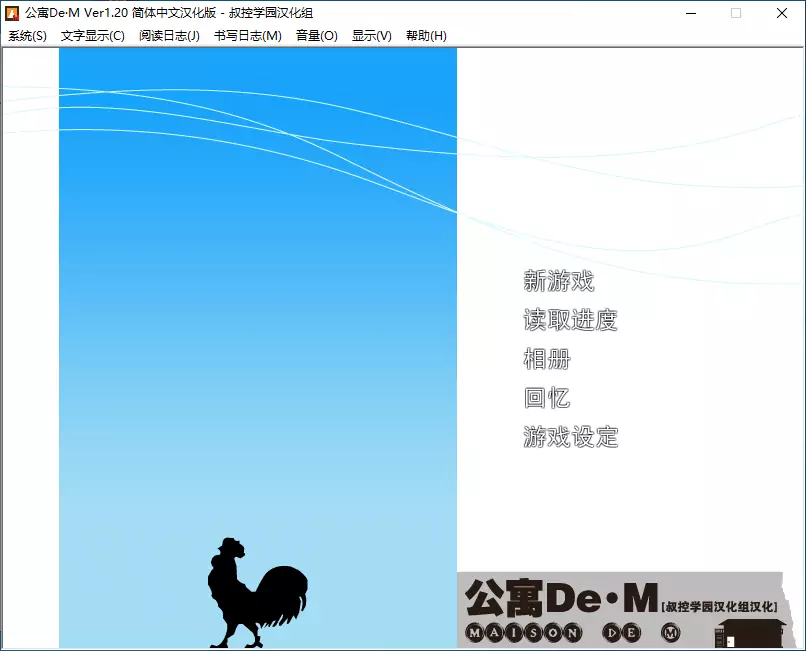 公寓De·M Ver1.20 简体中文汉化版 - 叔控学园汉化组
系统(S) 文字显示(C) 阅读日志(J) 书写日志(M) 音量(O) 显示(V) 帮助(H)
新游戏
读取进度
相册
回忆
游戏设定
公寓De·M[叔控学园汉化组汉化]
MAISON DE M